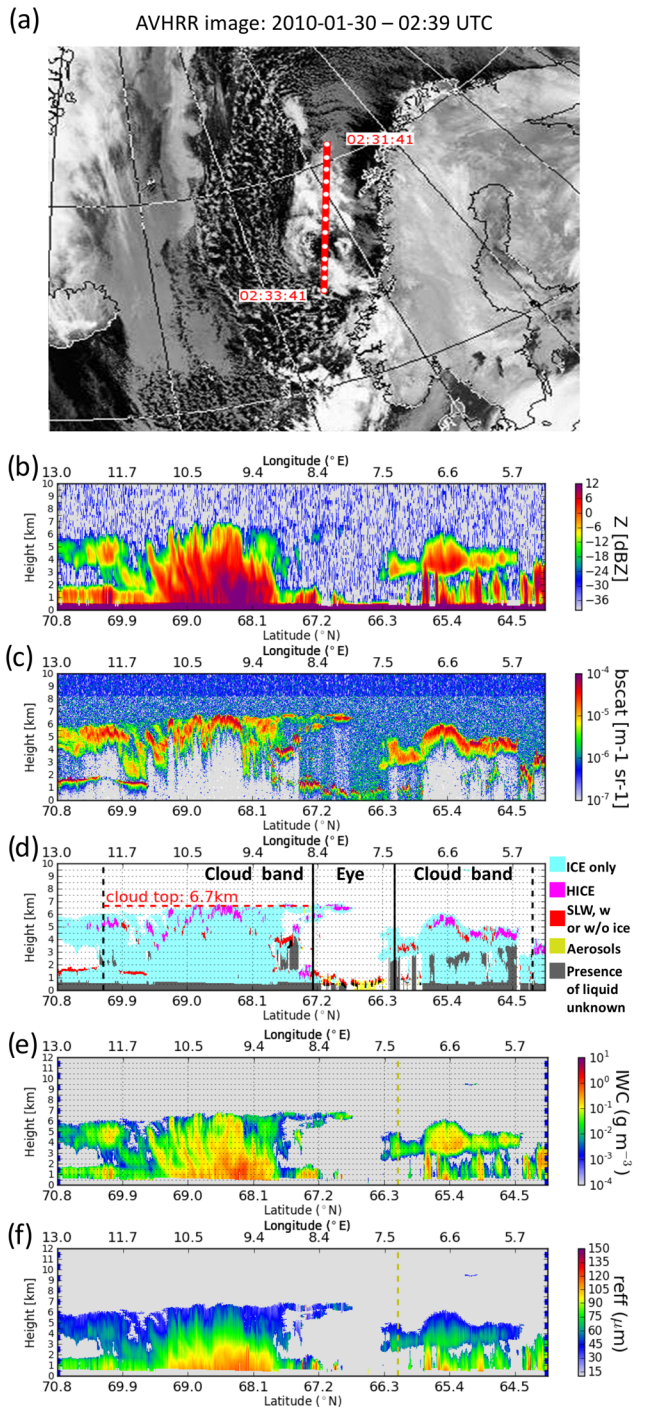 (a)
AVHRR image: 2010-01-30 – 02:39 UTC
02:31:41
02:33:41
(b)
Longitude (°E)
13.0 11.7 10.5 9.4 8.4 7.5 6.6 5.7
Height [km]
10
9
8
7
6
5
4
3
2
1
0
70.8 69.9 69.0 68.1 67.2 66.3 65.4 64.5
Latitude (°N)
12
6
0
−6
−12
−18
−24
−30
−36
Z [dBZ]
(c)
Longitude (°E)
13.0 11.7 10.5 9.4 8.4 7.5 6.6 5.7
Height [km]
10
9
8
7
6
5
4
3
2
1
0
70.8 69.9 69.0 68.1 67.2 66.3 65.4 64.5
Latitude (°N)
10⁻⁴
10⁻⁵
10⁻⁶
10⁻⁷
bscat [m-1 sr-1]
(d)
Longitude (°E)
13.0 11.7 10.5 9.4 8.4 7.5 6.6 5.7
Height [km]
10
9
8
7
6
5
4
3
2
1
0
Cloud band Eye Cloud band
cloud top: 6.7km
70.8 69.9 69.0 68.1 67.2 66.3 65.4 64.5
Latitude (°N)
ICE only
HICE
SLW, w
or w/o ice
Aerosols
Presence
of liquid
unknown
(e)
Longitude (°E)
13.0 11.7 10.5 9.4 8.4 7.5 6.6 5.7
Height [km]
12
11
10
9
8
7
6
5
4
3
2
1
0
70.8 69.9 69.0 68.1 67.2 66.3 65.4 64.5
Latitude (°N)
10¹
10⁰
10⁻¹
10⁻²
10⁻³
10⁻⁴
IWC (g m⁻³)
(f)
Longitude (°E)
13.0 11.7 10.5 9.4 8.4 7.5 6.6 5.7
Height [km]
12
11
10
9
8
7
6
5
4
3
2
1
0
70.8 69.9 69.0 68.1 67.2 66.3 65.4 64.5
Latitude (°N)
150
135
120
105
90
75
60
45
30
15
reff (μm)